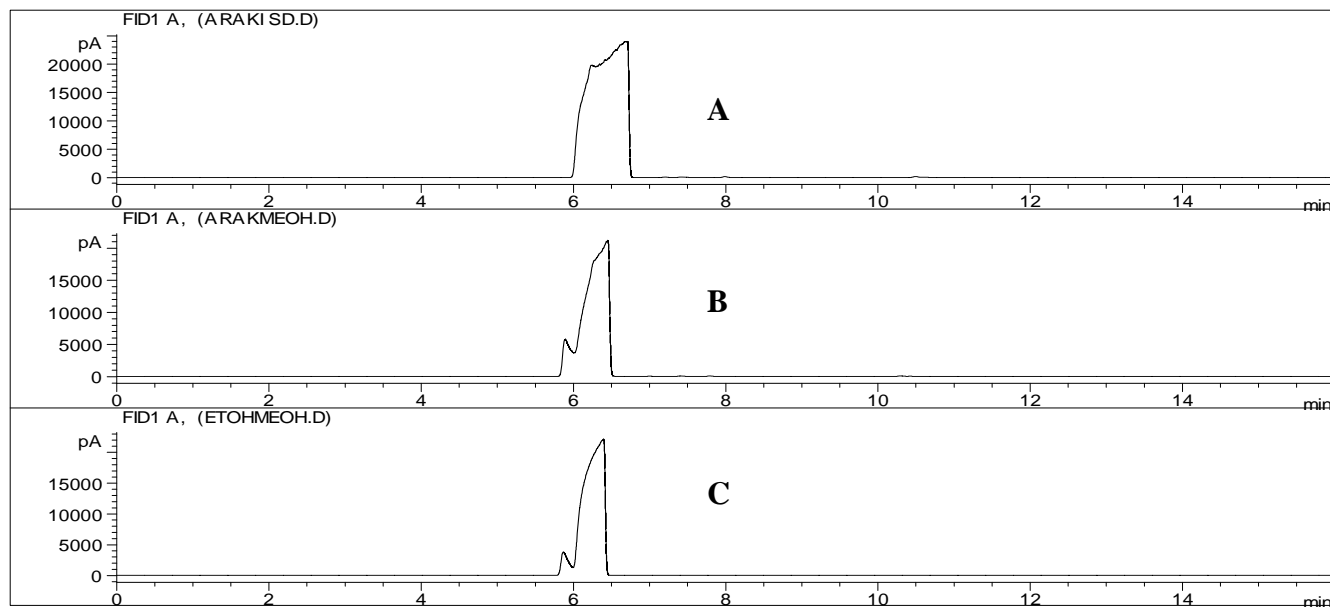 FID1 A, (ARAKI SD.D)
pA
20000
15000
10000
5000
0
A
0 2 4 6 8 10 12 14 min
FID1 A, (ARAKMEOH.D)
pA
15000
10000
5000
0
B
0 2 4 6 8 10 12 14 min
FID1 A, (ETOHMEOH.D)
pA
15000
10000
5000
0
C
0 2 4 6 8 10 12 14 min